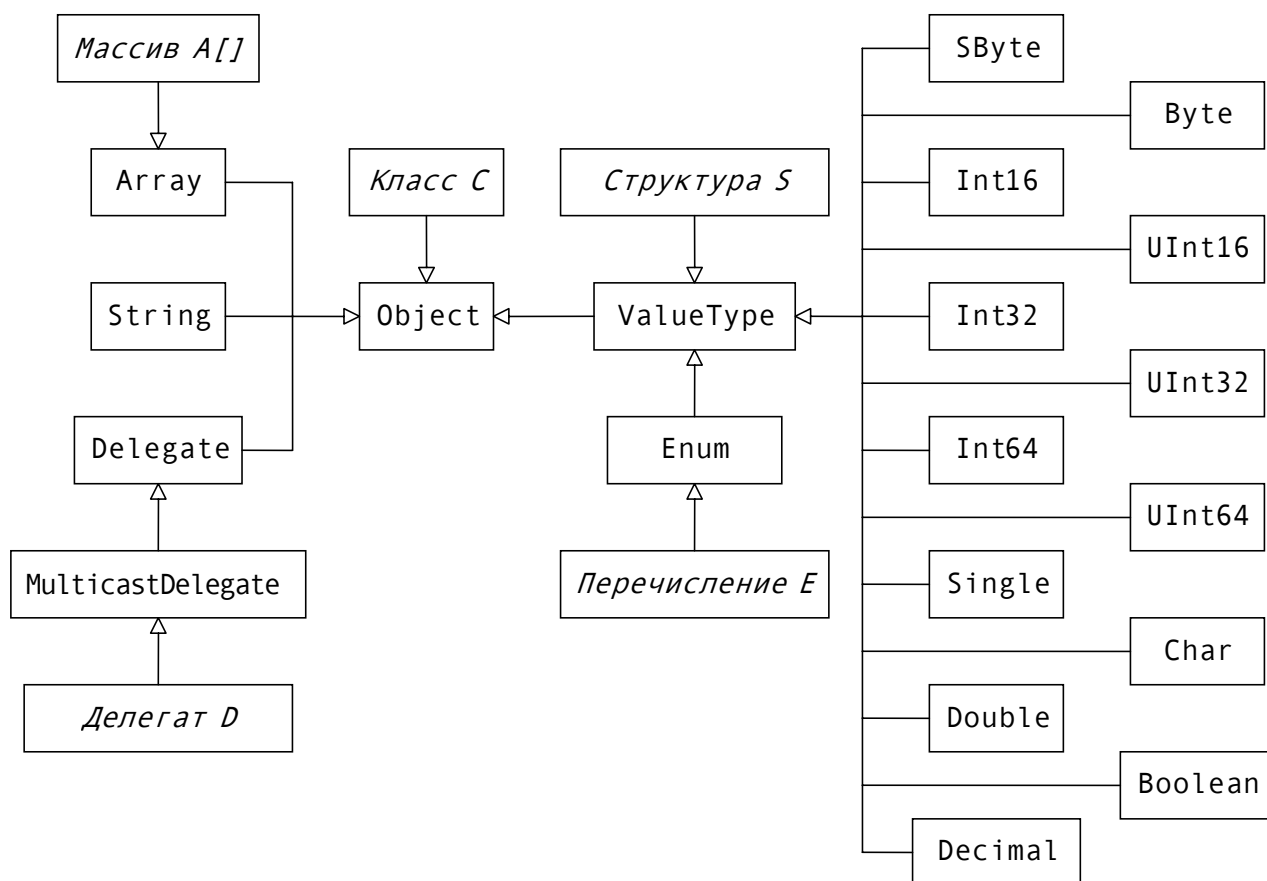 Массив A[]
SByte
Byte
Array
Класс C
Структура S
Int16
UInt16
String
Object
ValueType
Int32
UInt32
Delegate
Enum
Int64
UInt64
MulticastDelegate
Перечисление E
Single
Char
Делегат D
Double
Boolean
Decimal